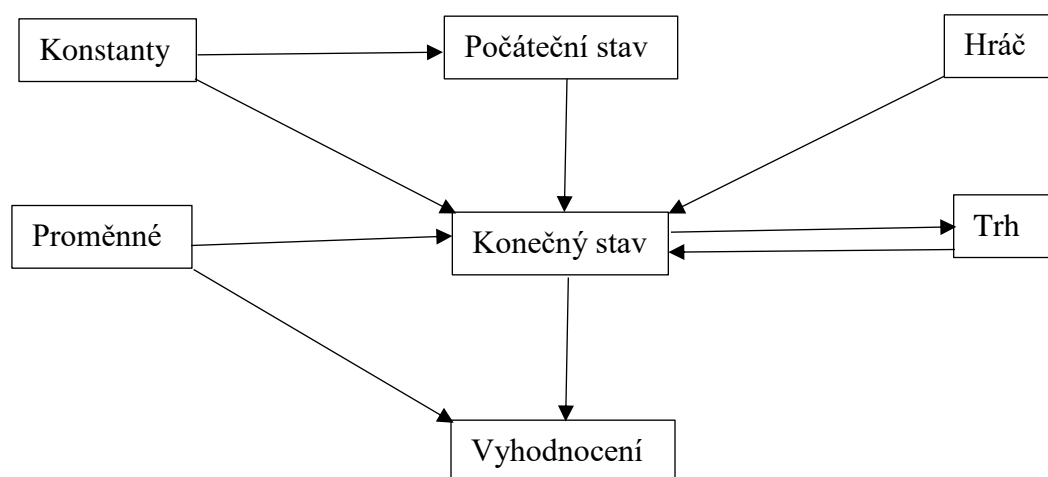 Konstanty
Počáteční stav
Hráč
Proměnné
Konečný stav
Trh
Vyhodnocení